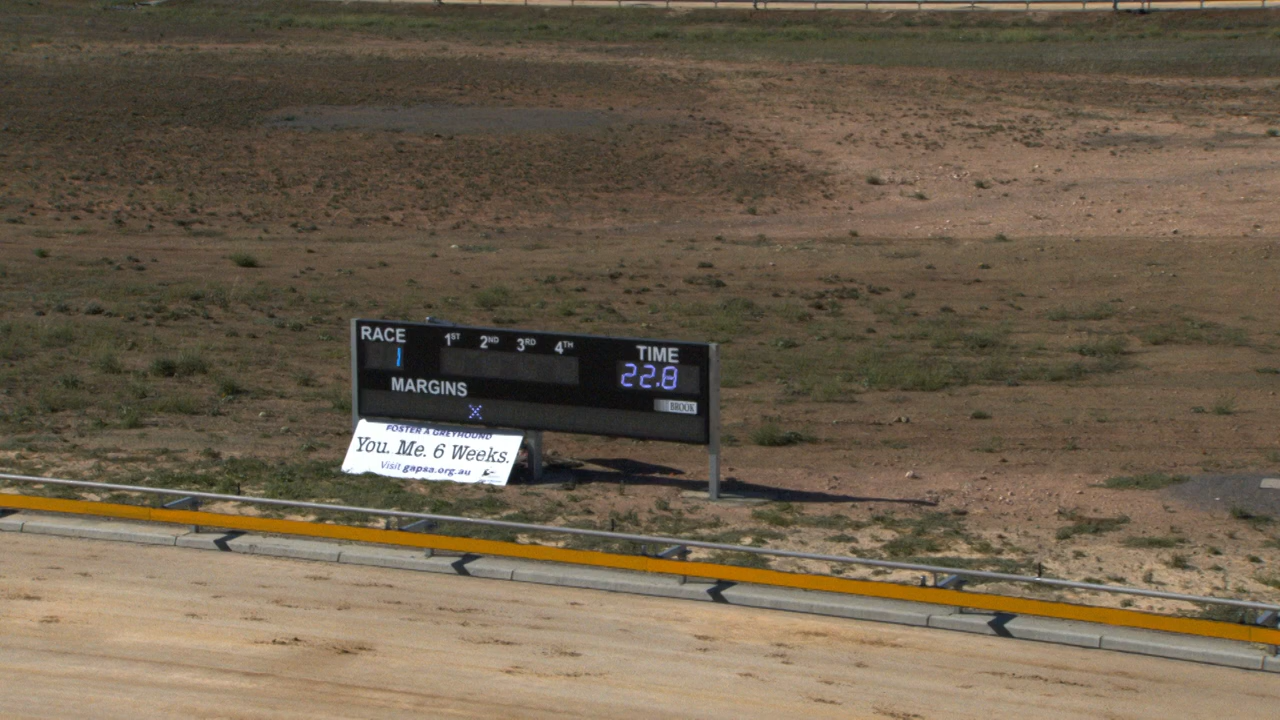 RACE 1ST 2ND 3RD 4TH TIME
1 22.8
MARGINS
BROOK
X
FOSTER A GREYHOUND
You. Me. 6 Weeks.
Visit gapsa.org.au